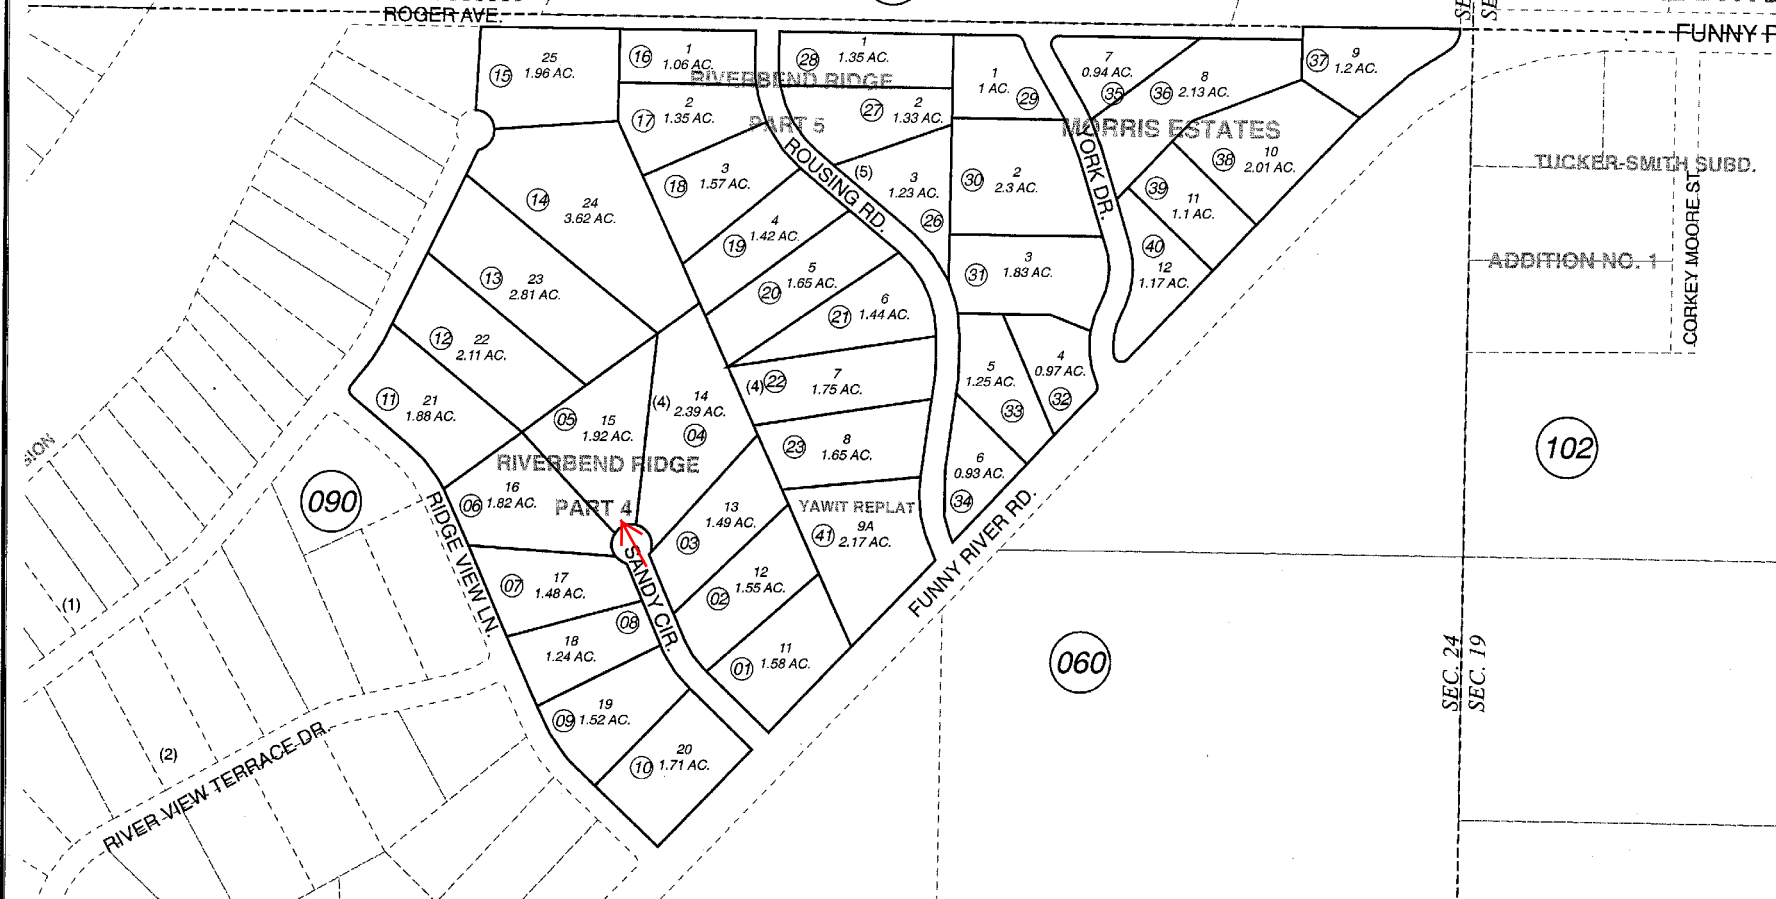 ROGER AVE.
SE
SE
FUNNY R
25
1.96 AC.
15
16
1
1.06 AC.
28
1
1.35 AC.
RIVERBEND RIDGE
PART 5
17
2
1.35 AC.
27
2
1.33 AC.
1
1 AC.
29
7
0.94 AC.
35
8
36
2.13 AC.
37
9
1.2 AC.
MORRIS ESTATES
TUCKER-SMITH SUBD.
ADDITION NO. 1
CORKEY MOORE ST.
ROUSING RD.
YORK DR.
(5)
18
3
1.57 AC.
3
1.23 AC.
26
30
2
2.3 AC.
38
10
2.01 AC.
39
11
1.1 AC.
40
12
1.17 AC.
14
24
3.62 AC.
19
4
1.42 AC.
31
3
1.83 AC.
13
23
2.81 AC.
20
5
1.65 AC.
21
6
1.44 AC.
12
22
2.11 AC.
11
21
1.88 AC.
05
15
1.92 AC.
(4)
14
2.39 AC.
04
(4)
22
7
1.75 AC.
5
1.25 AC.
33
4
0.97 AC.
32
23
8
1.65 AC.
6
0.93 AC.
34
SION
090
RIVERBEND RIDGE
PART 4
16
06
1.82 AC.
13
1.49 AC.
03
YAWIT REPLAT
41
9A
2.17 AC.
102
RIDGE VIEW LN.
SANDY CIR.
FUNNY RIVER RD.
07
17
1.48 AC.
02
12
1.55 AC.
(1)
08
18
1.24 AC.
01
11
1.58 AC.
060
SEC. 24
SEC. 19
09
19
1.52 AC.
10
20
1.71 AC.
(2)
RIVER VIEW TERRACE DR.